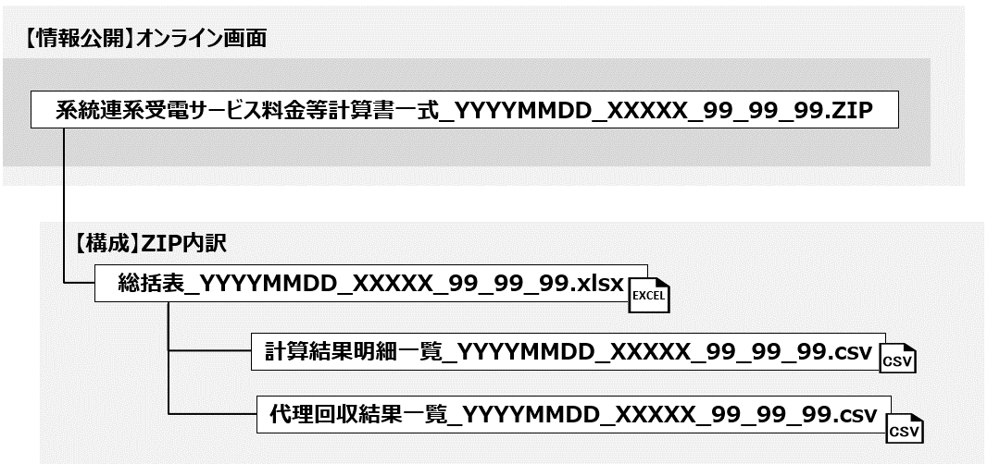 【情報公開】オンライン画面
系統連系受電サービス料金等計算書一式_YYYYMMDD_XXXXX_99_99_99.ZIP
【構成】ZIP内訳
総括表_YYYYMMDD_XXXXX_99_99_99.xlsx
EXCEL
計算結果明細一覧_YYYYMMDD_XXXXX_99_99_99.csv
CSV
代理回収結果一覧_YYYYMMDD_XXXXX_99_99_99.csv
CSV